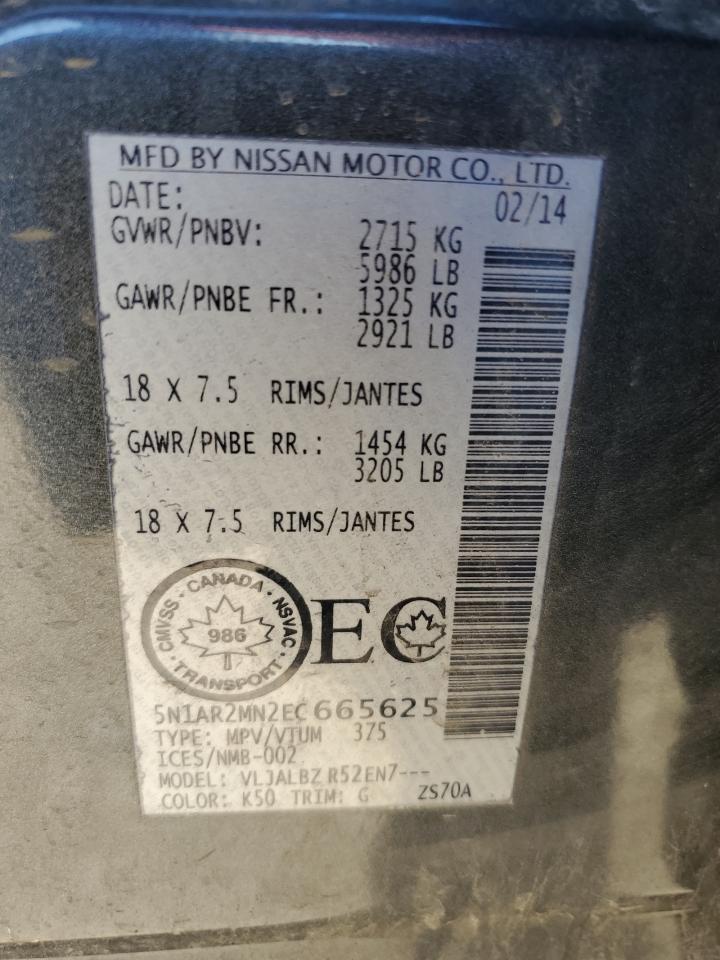 MFD BY NISSAN MOTOR CO., LTD.
DATE: 02/14
GVWR/PNBV: 2715 KG
5986 LB
GAWR/PNBE FR.: 1325 KG
2921 LB
18 X 7.5 RIMS/JANTES
GAWR/PNBE RR.: 1454 KG
3205 LB
18 X 7.5 RIMS/JANTES
CMVSS · CANADA · NSVAC
986
TRANSPORT
EC
5N1AR2MN2EC665625
TYPE: MPV/VTUM 375
ICES/NMB-002
MODEL: VLJALBZ R52EN7---
COLOR: K50 TRIM: G ZS70A